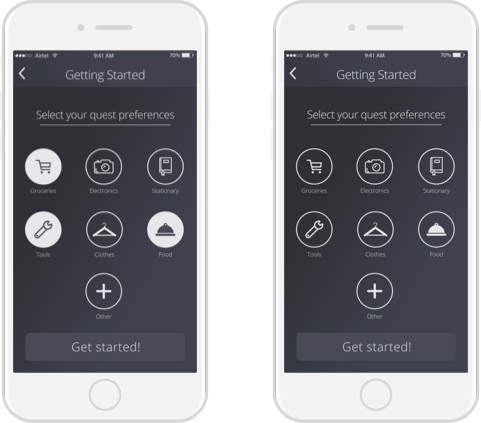 Airtel 9:41 AM 70%
Getting Started
Select your quest preferences
Groceries Electronics Stationary
Tools Clothes Food
Other
Get started!
Airtel 9:41 AM 70%
Getting Started
Select your quest preferences
Groceries Electronics Stationary
Tools Clothes Food
Other
Get started!